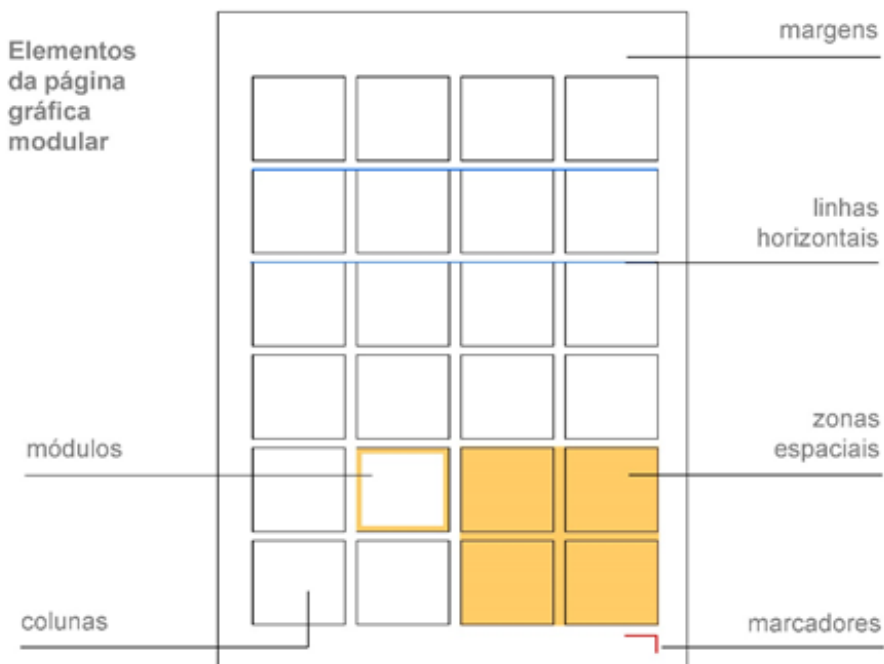 Elementos
da página
gráfica
modular
margens
linhas
horizontais
zonas
espaciais
módulos
colunas
marcadores